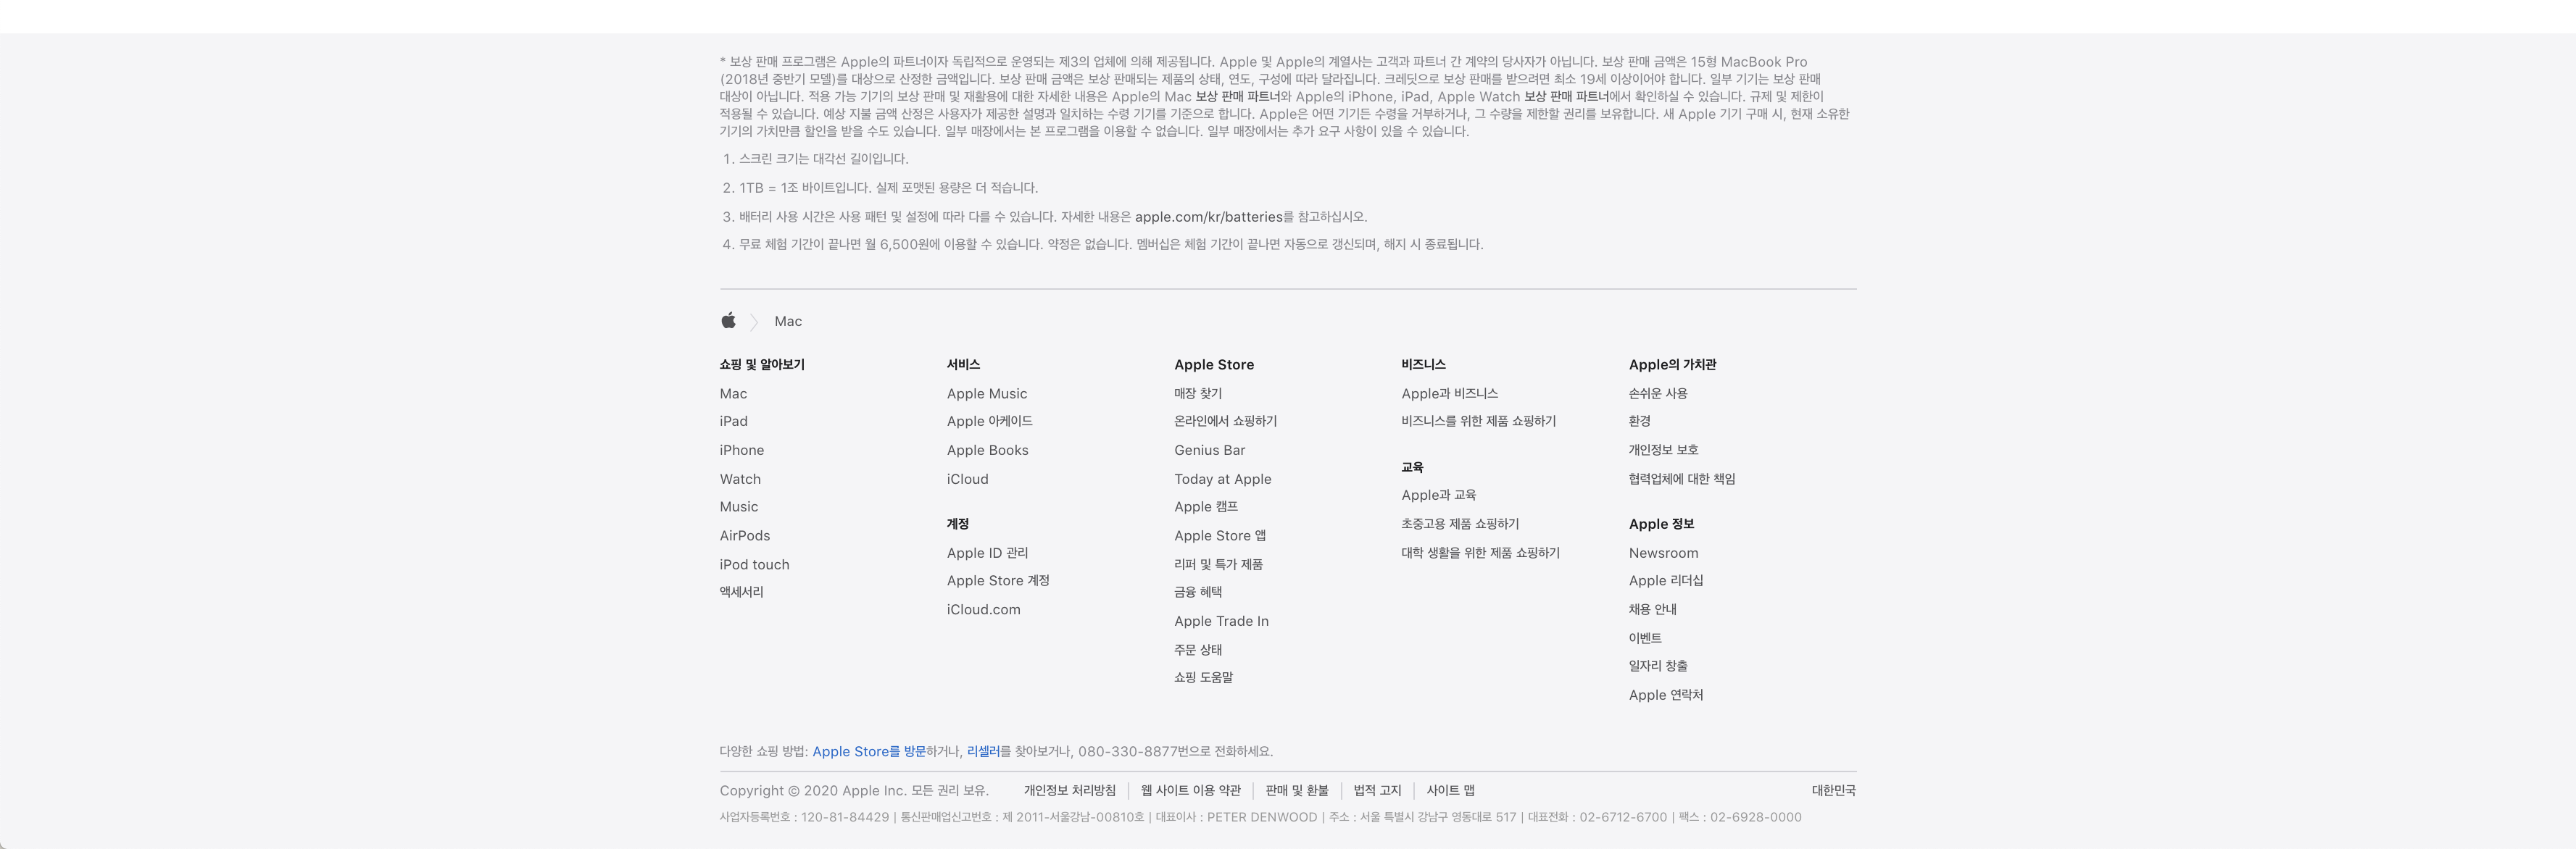 * 보상 판매 프로그램은 Apple의 파트너이자 독립적으로 운영되는 제3의 업체에 의해 제공됩니다. Apple 및 Apple의 계열사는 고객과 파트너 간 계약의 당사자가 아닙니다. 보상 판매 금액은 15형 MacBook Pro
(2018년 중반기 모델)를 대상으로 산정한 금액입니다. 보상 판매 금액은 보상 판매되는 제품의 상태, 연도, 구성에 따라 달라집니다. 크레딧으로 보상 판매를 받으려면 최소 19세 이상이어야 합니다. 일부 기기는 보상 판매
대상이 아닙니다. 적용 가능 기기의 보상 판매 및 재활용에 대한 자세한 내용은 Apple의 Mac 보상 판매 파트너와 Apple의 iPhone, iPad, Apple Watch 보상 판매 파트너에서 확인하실 수 있습니다. 규제 및 제한이
적용될 수 있습니다. 예상 지불 금액 산정은 사용자가 제공한 설명과 일치하는 수령 기기를 기준으로 합니다. Apple은 어떤 기기든 수령을 거부하거나, 그 수량을 제한할 권리를 보유합니다. 새 Apple 기기 구매 시, 현재 소유한
기기의 가치만큼 할인을 받을 수도 있습니다. 일부 매장에서는 본 프로그램을 이용할 수 없습니다. 일부 매장에서는 추가 요구 사항이 있을 수 있습니다.
1. 스크린 크기는 대각선 길이입니다.
2. 1TB = 1조 바이트입니다. 실제 포맷된 용량은 더 적습니다.
3. 배터리 사용 시간은 사용 패턴 및 설정에 따라 다를 수 있습니다. 자세한 내용은 apple.com/kr/batteries를 참고하십시오.
4. 무료 체험 기간이 끝나면 월 6,500원에 이용할 수 있습니다. 약정은 없습니다. 멤버십은 체험 기간이 끝나면 자동으로 갱신되며, 해지 시 종료됩니다.
Mac
쇼핑 및 알아보기
Mac
iPad
iPhone
Watch
Music
AirPods
iPod touch
액세서리
서비스
Apple Music
Apple 아케이드
Apple Books
iCloud
계정
Apple ID 관리
Apple Store 계정
iCloud.com
Apple Store
매장 찾기
온라인에서 쇼핑하기
Genius Bar
Today at Apple
Apple 캠프
Apple Store 앱
리퍼 및 특가 제품
금융 혜택
Apple Trade In
주문 상태
쇼핑 도움말
비즈니스
Apple과 비즈니스
비즈니스를 위한 제품 쇼핑하기
교육
Apple과 교육
초중고용 제품 쇼핑하기
대학 생활을 위한 제품 쇼핑하기
Apple의 가치관
손쉬운 사용
환경
개인정보 보호
협력업체에 대한 책임
Apple 정보
Newsroom
Apple 리더십
채용 안내
이벤트
일자리 창출
Apple 연락처
다양한 쇼핑 방법: Apple Store를 방문하거나, 리셀러를 찾아보거나, 080-330-8877번으로 전화하세요.
Copyright © 2020 Apple Inc. 모든 권리 보유. 개인정보 처리방침 | 웹 사이트 이용 약관 | 판매 및 환불 | 법적 고지 | 사이트 맵 대한민국
사업자등록번호 : 120-81-84429 | 통신판매업신고번호 : 제 2011-서울강남-00810호 | 대표이사 : PETER DENWOOD | 주소 : 서울 특별시 강남구 영동대로 517 | 대표전화 : 02-6712-6700 | 팩스 : 02-6928-0000